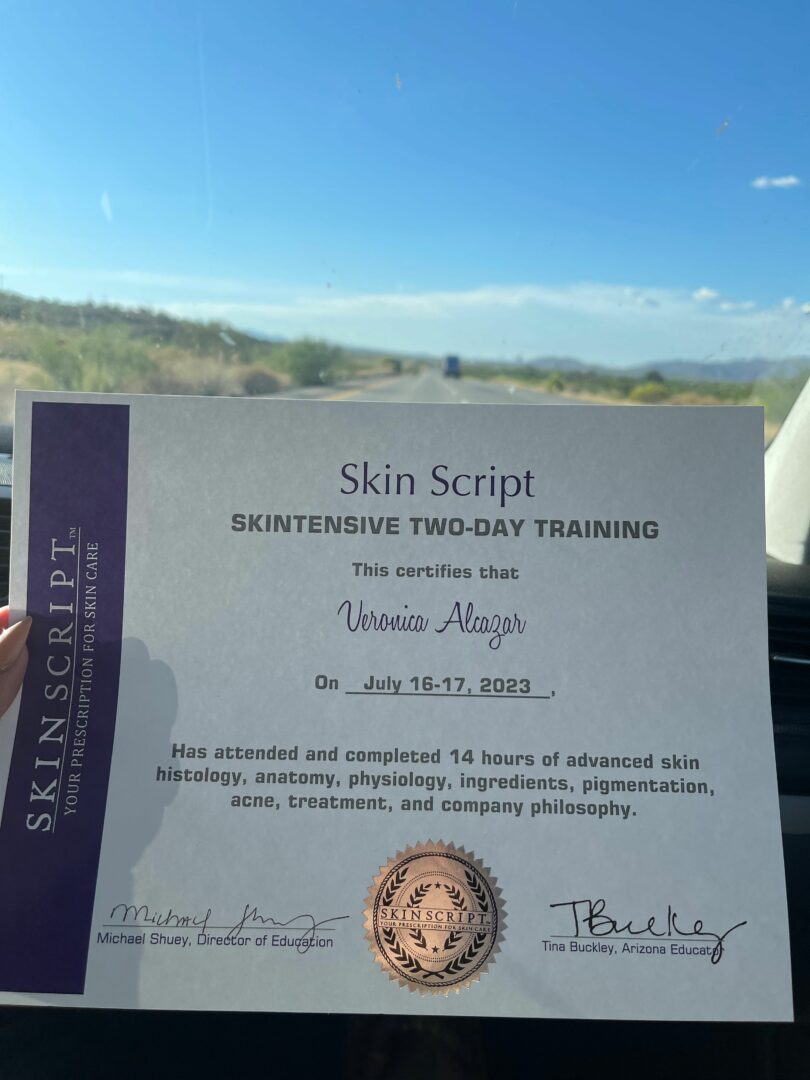 Skin Script
SKINTENSIVE TWO-DAY TRAINING
This certifies that
Veronica Alcazar
On July 16-17, 2023,
Has attended and completed 14 hours of advanced skin
histology, anatomy, physiology, ingredients, pigmentation,
acne, treatment, and company philosophy.
Michael Shuey
Michael Shuey, Director of Education
SKIN SCRIPT
YOUR PRESCRIPTION FOR SKIN CARE
TBuckley
Tina Buckley, Arizona Educator
SKIN SCRIPT™
YOUR PRESCRIPTION FOR SKIN CARE